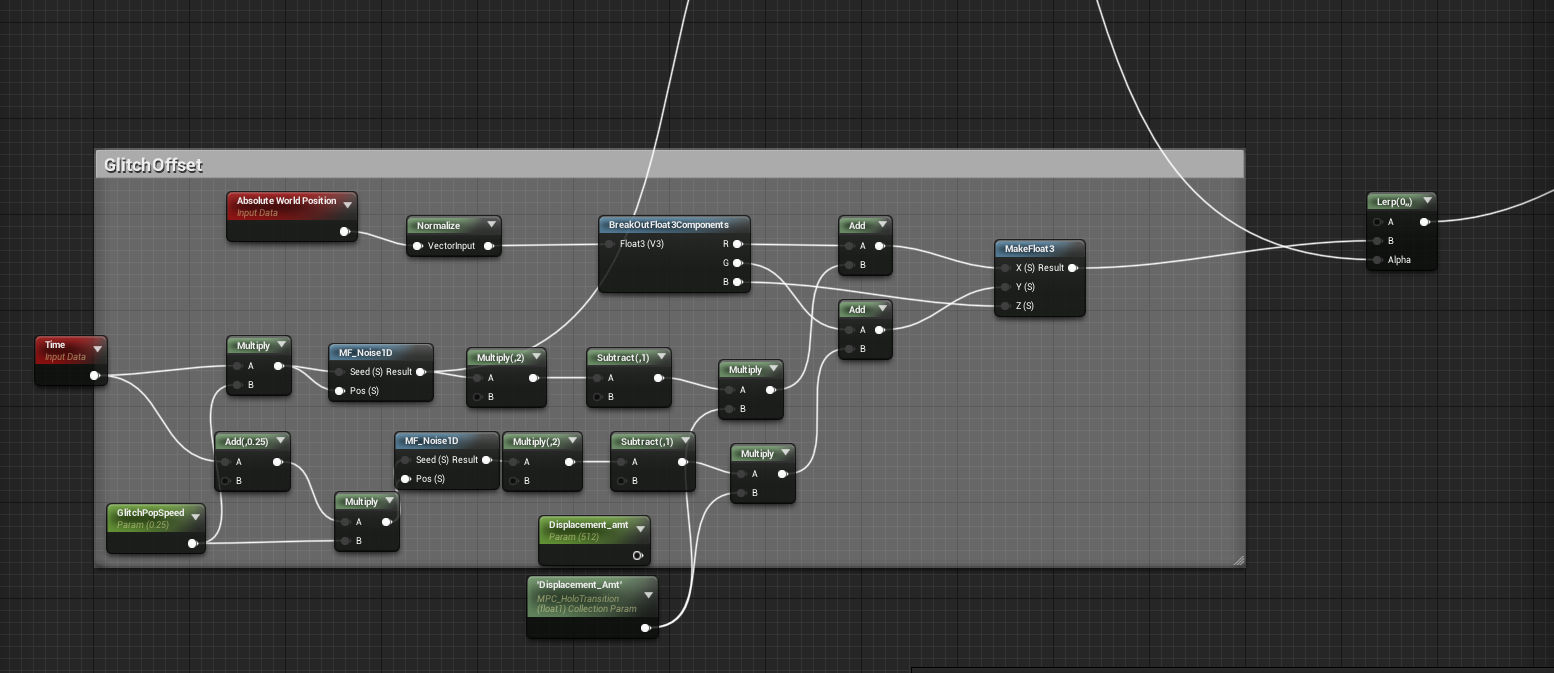 GlitchOffset
Absolute World Position
Input Data
Normalize
VectorInput
BreakOutFloat3Components
Float3 (V3)
R
G
B
Add
A
B
MakeFloat3
X (S) Result
Y (S)
Z (S)
Lerp(0,,)
A
B
Alpha
Add
A
B
Time
Input Data
Multiply
A
B
MF_Noise1D
Seed (S) Result
Pos (S)
Multiply(,2)
A
B
Subtract(,1)
A
B
Multiply
A
B
Add(,0.25)
A
B
MF_Noise1D
Seed (S) Result
Pos (S)
Multiply(,2)
A
B
Subtract(,1)
A
B
Multiply
A
B
GlitchPopSpeed
Param (0.25)
Multiply
A
B
Displacement_amt
Param (512)
'Displacement_Amt'
MPC_HoloTransition
(float1) Collection Param